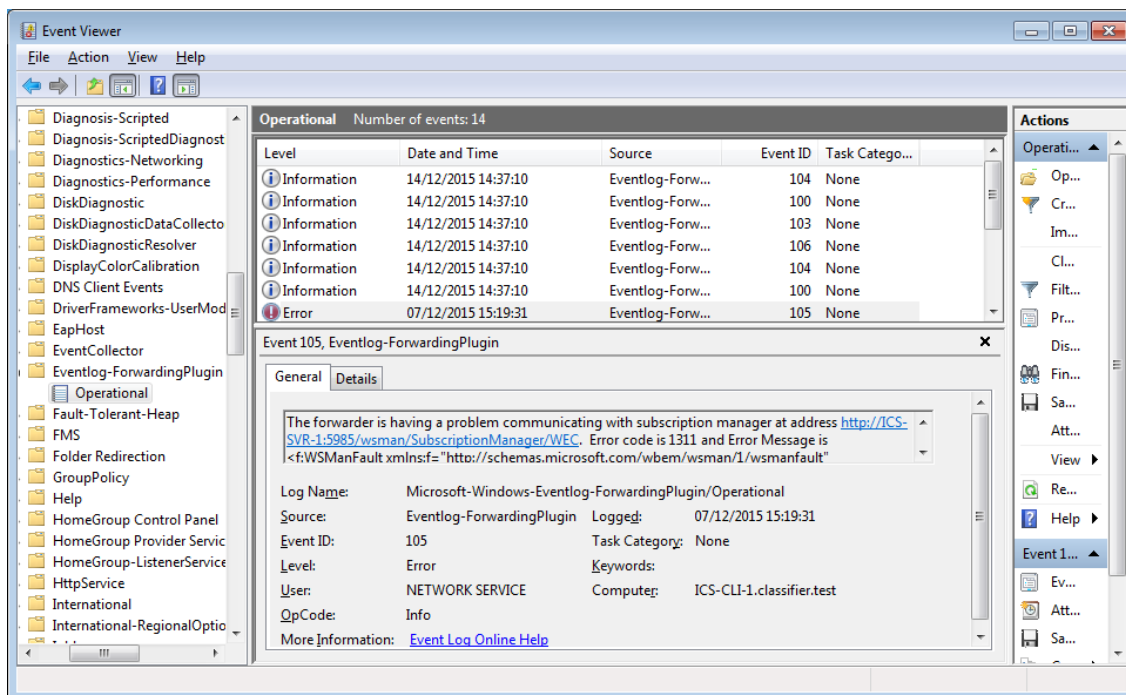 Event Viewer
File Action View Help
Diagnosis-Scripted
Diagnosis-ScriptedDiagnost
Diagnostics-Networking
Diagnostics-Performance
DiskDiagnostic
DiskDiagnosticDataCollecto
DiskDiagnosticResolver
DisplayColorCalibration
DNS Client Events
DriverFrameworks-UserMod
EapHost
EventCollector
Eventlog-ForwardingPlugin
Operational
Fault-Tolerant-Heap
FMS
Folder Redirection
GroupPolicy
Help
HomeGroup Control Panel
HomeGroup Provider Servic
HomeGroup-ListenerService
HttpService
International
International-RegionalOptio
Operational Number of events: 14
Level Date and Time Source Event ID Task Catego...
Information 14/12/2015 14:37:10 Eventlog-Forw... 104 None
Information 14/12/2015 14:37:10 Eventlog-Forw... 100 None
Information 14/12/2015 14:37:10 Eventlog-Forw... 103 None
Information 14/12/2015 14:37:10 Eventlog-Forw... 106 None
Information 14/12/2015 14:37:10 Eventlog-Forw... 104 None
Information 14/12/2015 14:37:10 Eventlog-Forw... 100 None
Error 07/12/2015 15:19:31 Eventlog-Forw... 105 None
Event 105, Eventlog-ForwardingPlugin
General Details
The forwarder is having a problem communicating with subscription manager at address http://ICS-
SVR-1:5985/wsman/SubscriptionManager/WEC. Error code is 1311 and Error Message is
<f:WSManFault xmlns:f="http://schemas.microsoft.com/wbem/wsman/1/wsmanfault"
Log Name: Microsoft-Windows-Eventlog-ForwardingPlugin/Operational
Source: Eventlog-ForwardingPlugin Logged: 07/12/2015 15:19:31
Event ID: 105 Task Category: None
Level: Error Keywords:
User: NETWORK SERVICE Computer: ICS-CLI-1.classifier.test
OpCode: Info
More Information: Event Log Online Help
Actions
Operati...
Op...
Cr...
Im...
Cl...
Filt...
Pr...
Dis...
Fin...
Sa...
Att...
View
Re...
Help
Event 1...
Ev...
Att...
Sa...